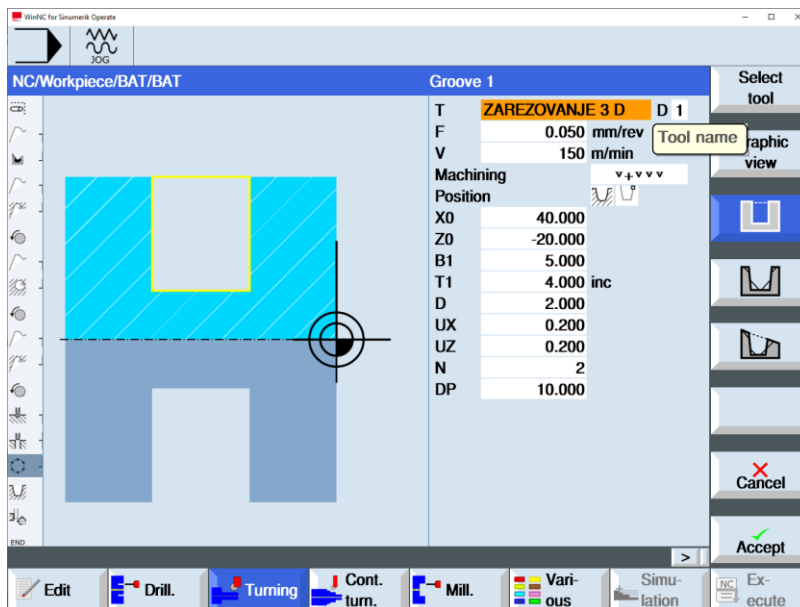 WinNC for Sinumerik Operate
JOG
NC/Workpiece/BAT/BAT
Groove 1
Select
tool
T ZAREZOVANJE 3 D D 1
F 0.050 mm/rev
Tool name
raphic
view
V 150 m/min
Machining v+vvv
Position
X0 40.000
Z0 -20.000
B1 5.000
T1 4.000 inc
D 2.000
UX 0.200
UZ 0.200
N 2
DP 10.000
Cancel
Accept
END
>
Edit
Drill.
Turning
Cont.
turn.
Mill.
Vari-
ous
Simu-
lation
NC
Ex-
ecute